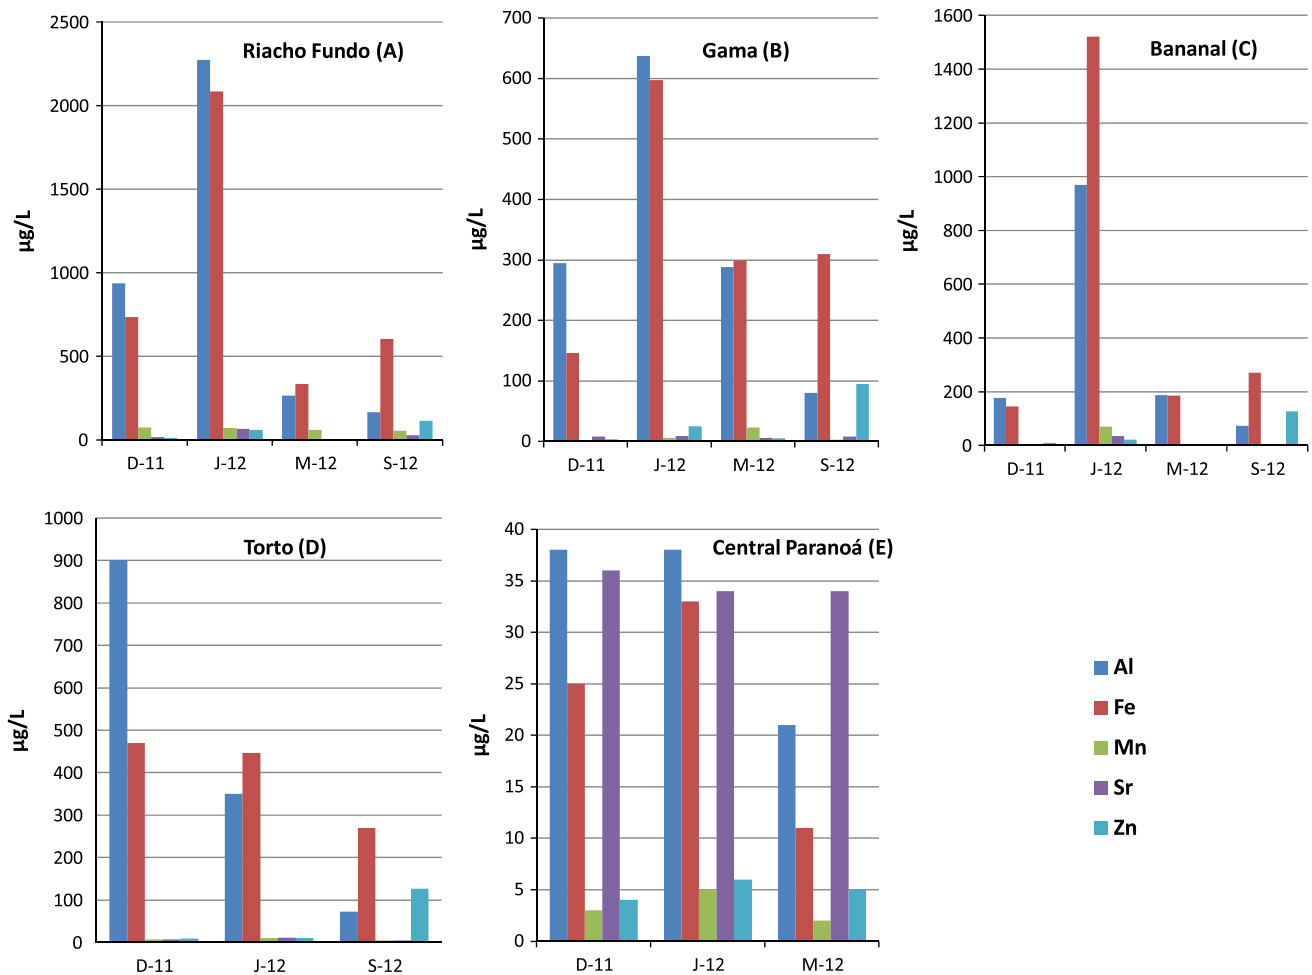 Riacho Fundo (A)
µg/L
2500
2000
1500
1000
500
0
D-11 J-12 M-12 S-12
Gama (B)
µg/L
700
600
500
400
300
200
100
0
D-11 J-12 M-12 S-12
Bananal (C)
1600
1400
1200
1000
800
600
400
200
0
D-11 J-12 M-12 S-12
Torto (D)
µg/L
1000
900
800
700
600
500
400
300
200
100
0
D-11 J-12 S-12
Central Paranoá (E)
µg/L
40
35
30
25
20
15
10
5
0
D-11 J-12 M-12
Al
Fe
Mn
Sr
Zn